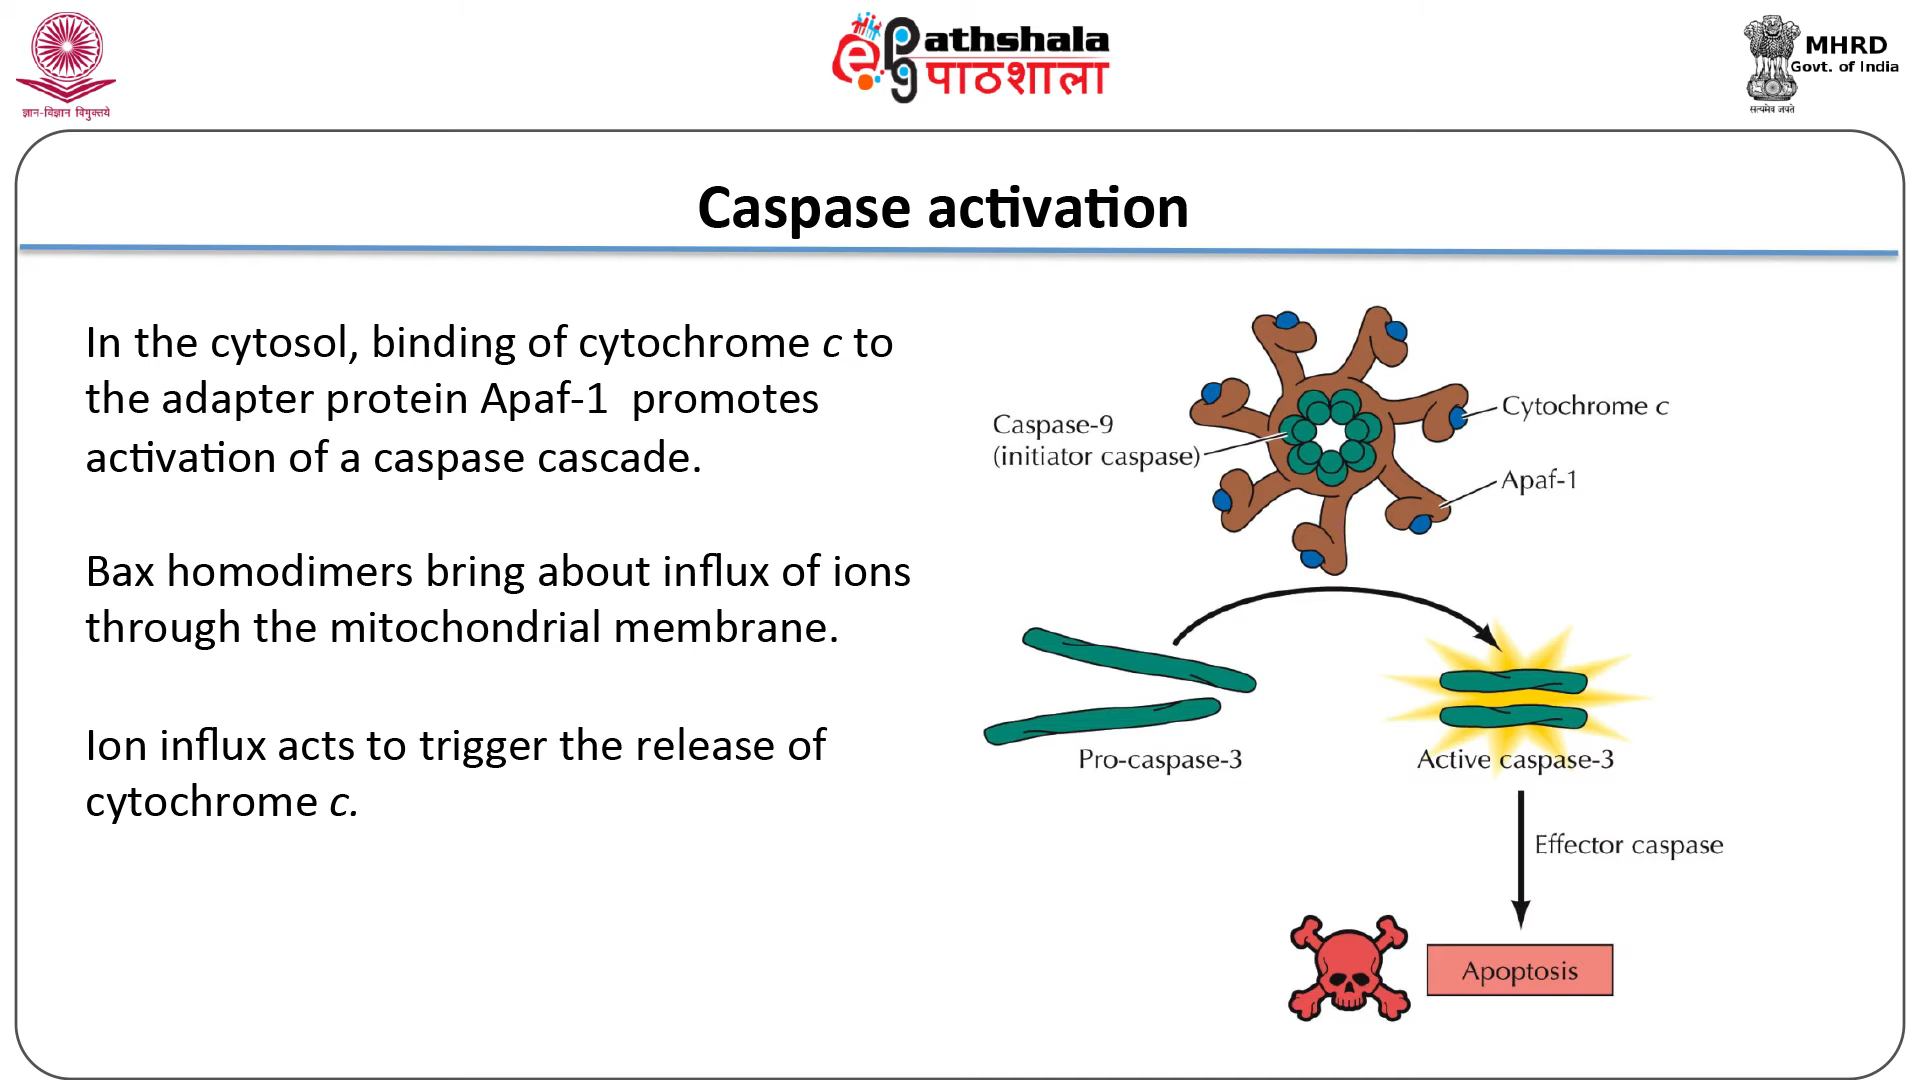 ज्ञान-विज्ञान विमुक्तये
ePGathshala
पाठशाला
MHRD
Govt. of India
सत्यमेव जयते
Caspase activation
In the cytosol, binding of cytochrome c to
the adapter protein Apaf-1 promotes
activation of a caspase cascade.
Bax homodimers bring about influx of ions
through the mitochondrial membrane.
Ion influx acts to trigger the release of
cytochrome c.
Caspase-9
(initiator caspase)
Cytochrome c
Apaf-1
Pro-caspase-3
Active caspase-3
Effector caspase
Apoptosis